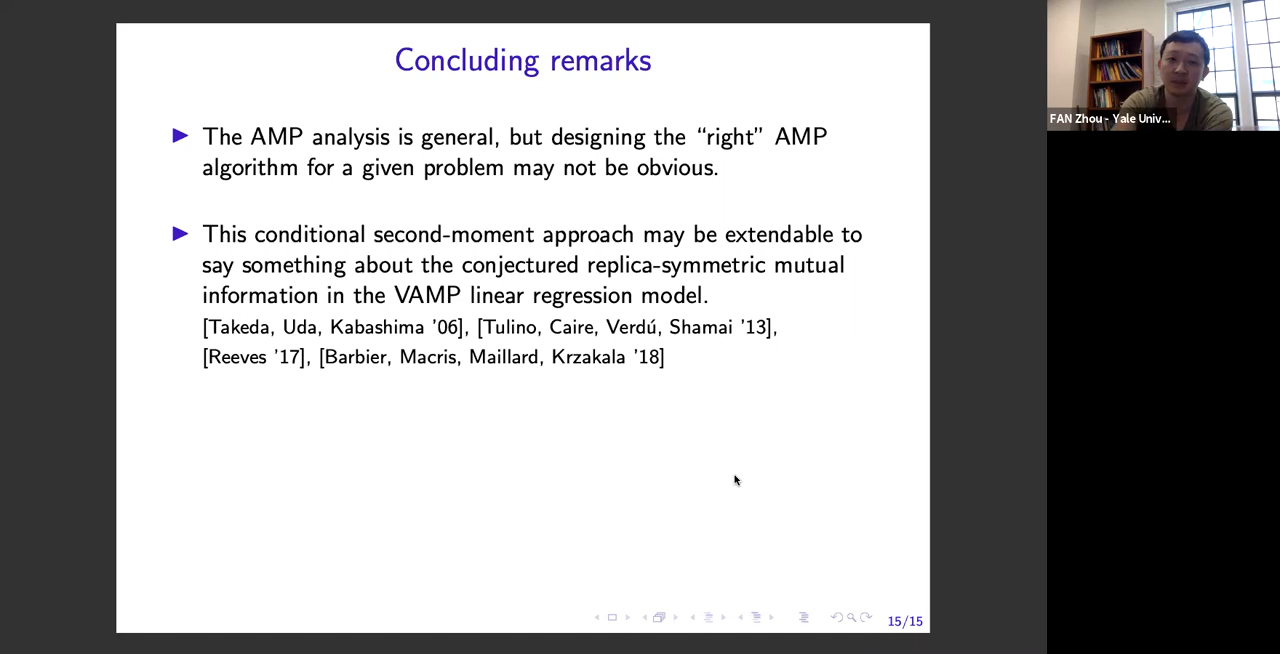 Concluding remarks
The AMP analysis is general, but designing the “right” AMP
algorithm for a given problem may not be obvious.
This conditional second-moment approach may be extendable to
say something about the conjectured replica-symmetric mutual
information in the VAMP linear regression model.
[Takeda, Uda, Kabashima ’06], [Tulino, Caire, Verdú, Shamai ’13],
[Reeves ’17], [Barbier, Macris, Maillard, Krzakala ’18]
15/15
FAN Zhou - Yale Univ...